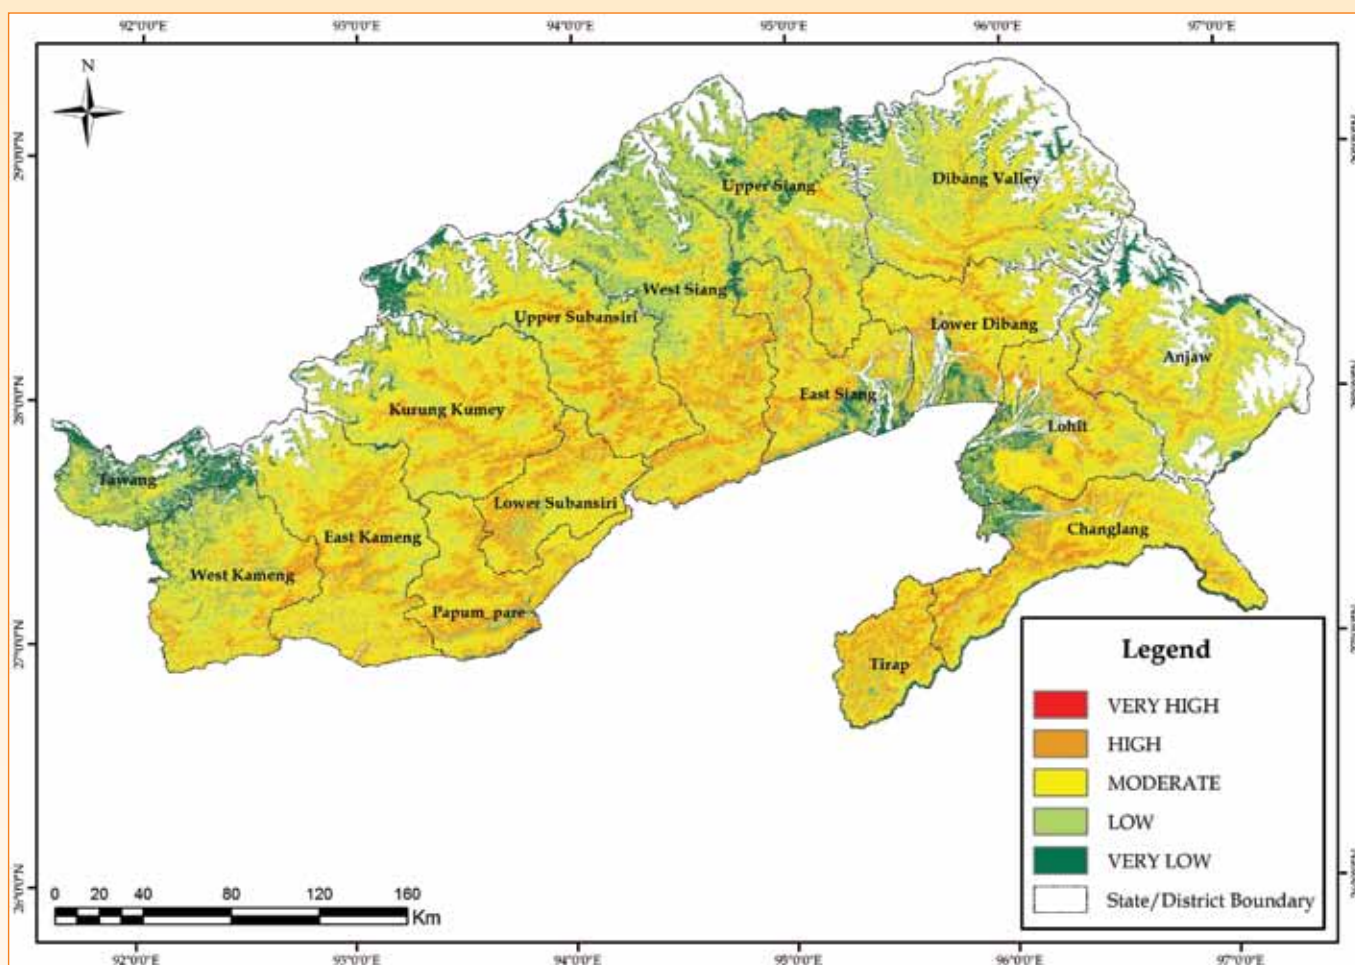 92°0'0"E 93°0'0"E 94°0'0"E 95°0'0"E 96°0'0"E 97°0'0"E
N
29°0'0"N
Upper Siang
Dibang Valley
West Siang
Upper Subansiri
Lower Dibang
Anjaw
28°0'0"N
East Siang
Kurung Kumey
Lohit
Tawang
Lower Subansiri
Changlang
East Kameng
West Kameng
Papum_pare
27°0'0"N
Tirap
Legend
VERY HIGH
HIGH
MODERATE
LOW
VERY LOW
State/District Boundary
26°0'0"N
0 20 40 80 120 160
Km
92°0'0"E 93°0'0"E 94°0'0"E 95°0'0"E 96°0'0"E 97°0'0"E